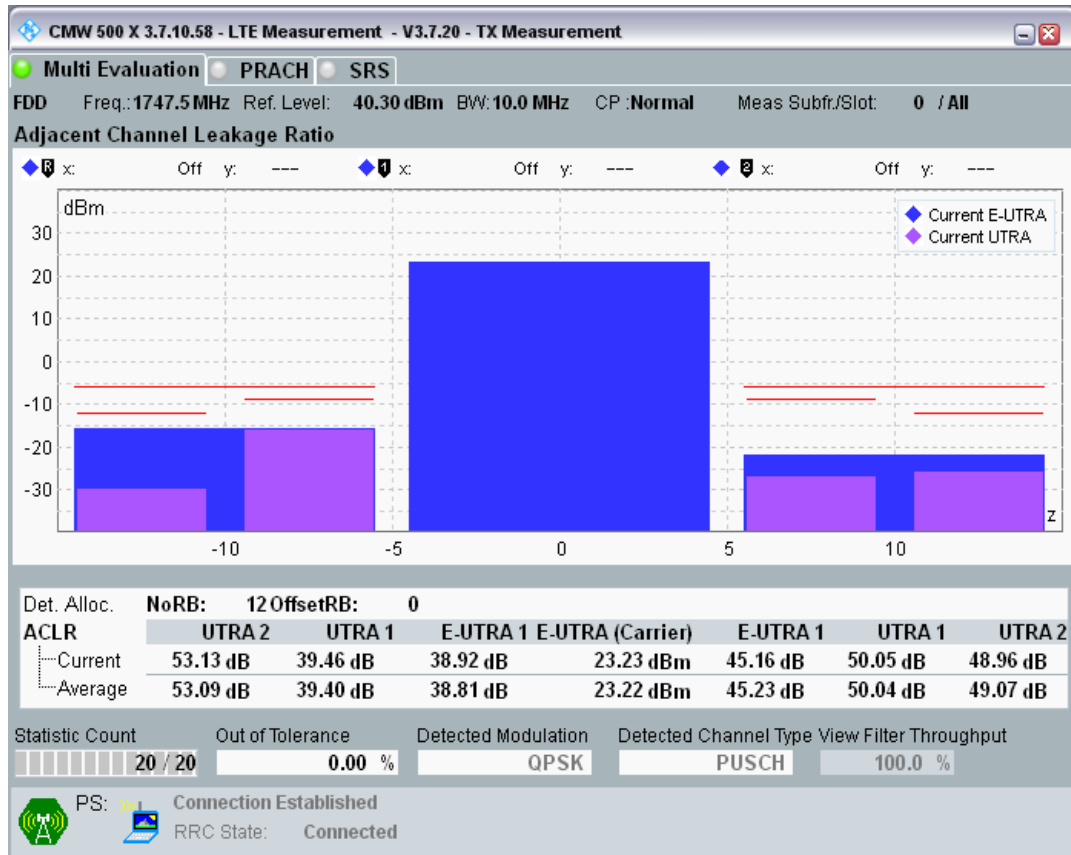 CMW 500 X 3.7.10.58 - LTE Measurement - V3.7.20 - TX Measurement
Multi Evaluation PRACH SRS
FDD Freq.:1747.5 MHz Ref. Level: 40.30 dBm BW:10.0 MHz CP :Normal Meas Subfr./Slot: 0 / All
Adjacent Channel Leakage Ratio
R x: Off y: --- 1 x: Off y: --- 2 x: Off y: ---
dBm
Current E-UTRA
Current UTRA
30
20
10
0
-10
-20
-30
z
-10 -5 0 5 10
Det. Alloc. NoRB: 12 OffsetRB: 0
ACLR UTRA 2 UTRA 1 E-UTRA 1 E-UTRA (Carrier) E-UTRA 1 UTRA 1 UTRA 2
Current 53.13 dB 39.46 dB 38.92 dB 23.23 dBm 45.16 dB 50.05 dB 48.96 dB
Average 53.09 dB 39.40 dB 38.81 dB 23.22 dBm 45.23 dB 50.04 dB 49.07 dB
Statistic Count Out of Tolerance Detected Modulation Detected Channel Type View Filter Throughput
20 / 20 0.00 % QPSK PUSCH 100.0 %
PS: Connection Established
RRC State: Connected